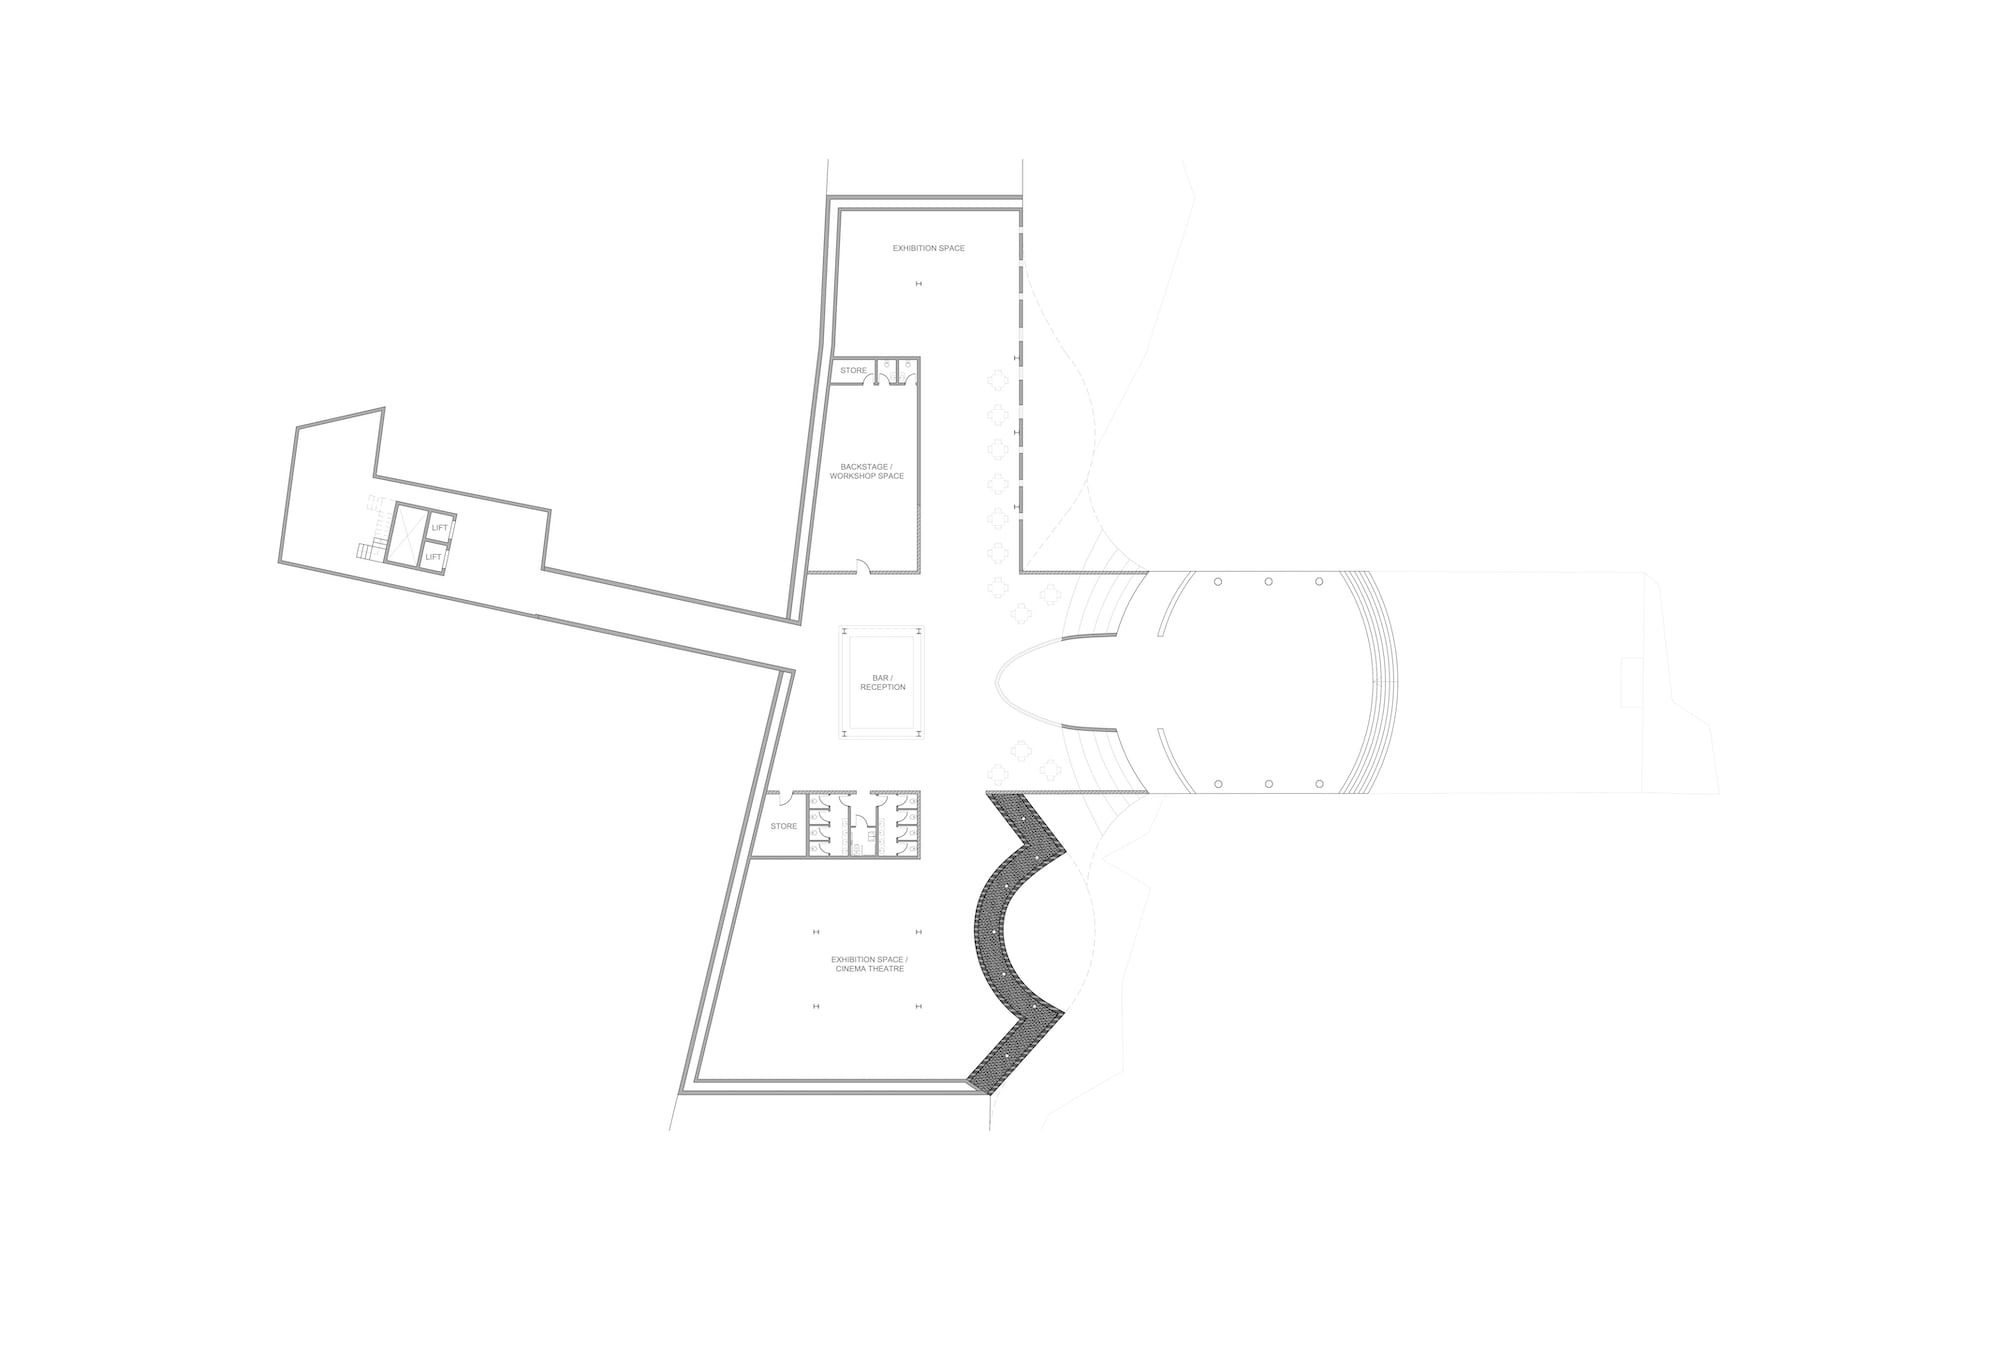 EXHIBITION SPACE
STORE
BACKSTAGE /
WORKSHOP SPACE
LIFT
LIFT
BAR /
RECEPTION
STORE
EXHIBITION SPACE /
CINEMA THEATRE